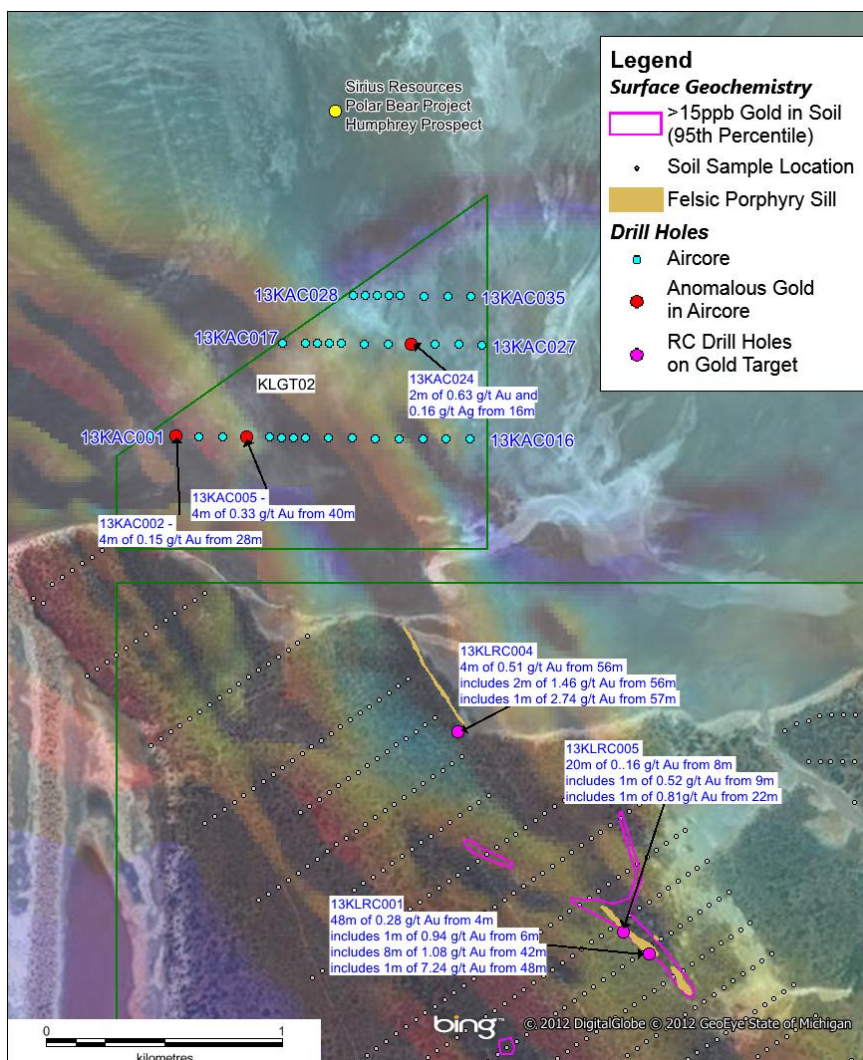 Sirius Resources
Polar Bear Project
Humphrey Prospect
Legend
Surface Geochemistry
>15ppb Gold in Soil
(95th Percentile)
Soil Sample Location
Felsic Porphyry Sill
Drill Holes
Aircore
Anomalous Gold
in Aircore
RC Drill Holes
on Gold Target
13KAC028
13KAC035
13KAC017
13KAC027
KLGT02
13KAC024
2m of 0.63 g/t Au and
0.16 g/t Ag from 16m
13KAC001
13KAC016
13KAC005 -
4m of 0.33 g/t Au from 40m
13KAC002 -
4m of 0.15 g/t Au from 28m
13KLRC004
4m of 0.51 g/t Au from 56m
includes 2m of 1.46 g/t Au from 56m
includes 1m of 2.74 g/t Au from 57m
13KLRC005
20m of 0..16 g/t Au from 8m
includes 1m of 0.52 g/t Au from 9m
includes 1m of 0.81g/t Au from 22m
13KLRC001
48m of 0.28 g/t Au from 4m
includes 1m of 0.94 g/t Au from 6m
includes 8m of 1.08 g/t Au from 42m
includes 1m of 7.24 g/t Au from 48m
0 1
kilometres
bing™ © 2012 DigitalGlobe © 2012 GeoEye State of Michigan